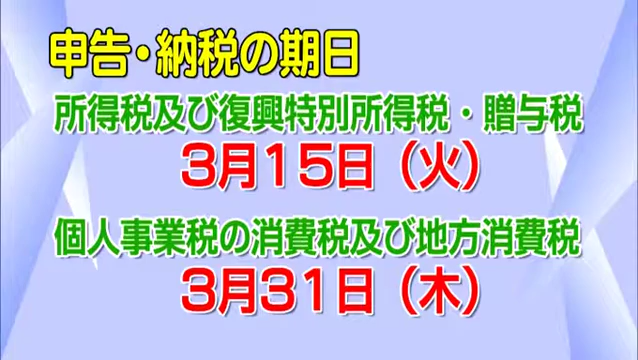 申告・納税の期日
所得税及び復興特別所得税・贈与税
3月15日（火）
個人事業税の消費税及び地方消費税
3月31日（木）